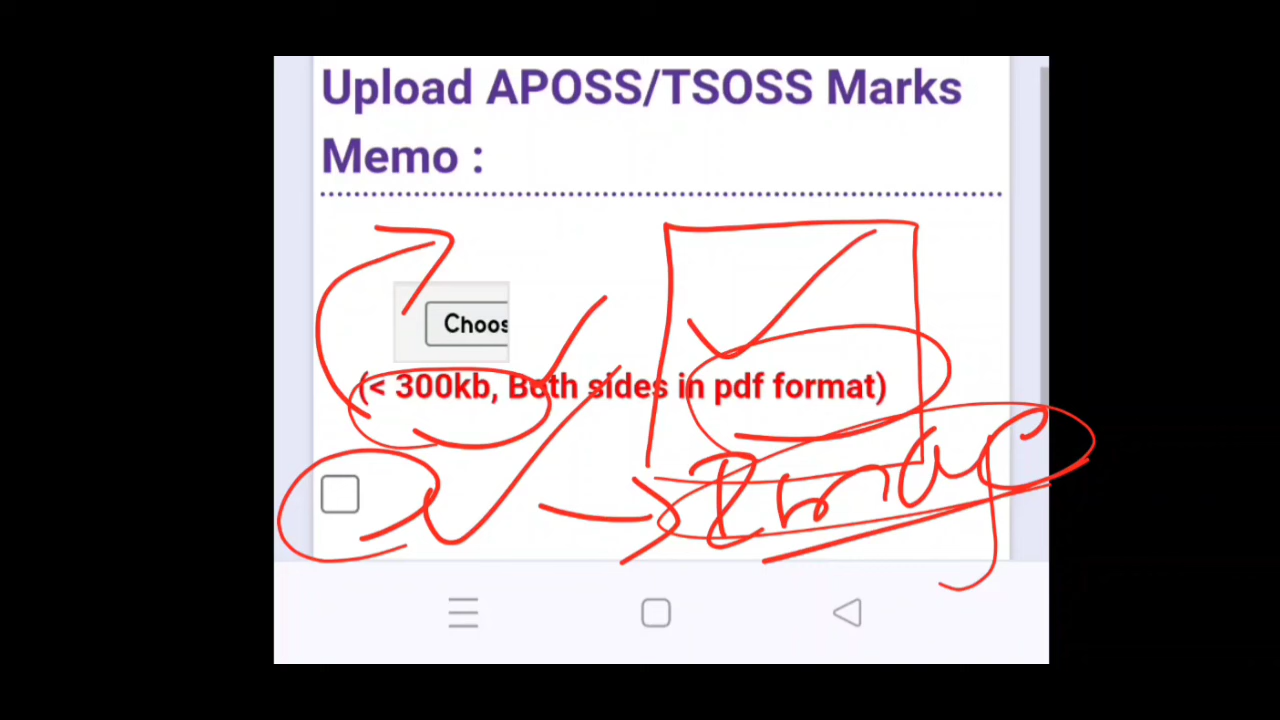 Upload APOSS/TSOSS Marks
Memo :
Choos
(< 300kb, Both sides in pdf format)